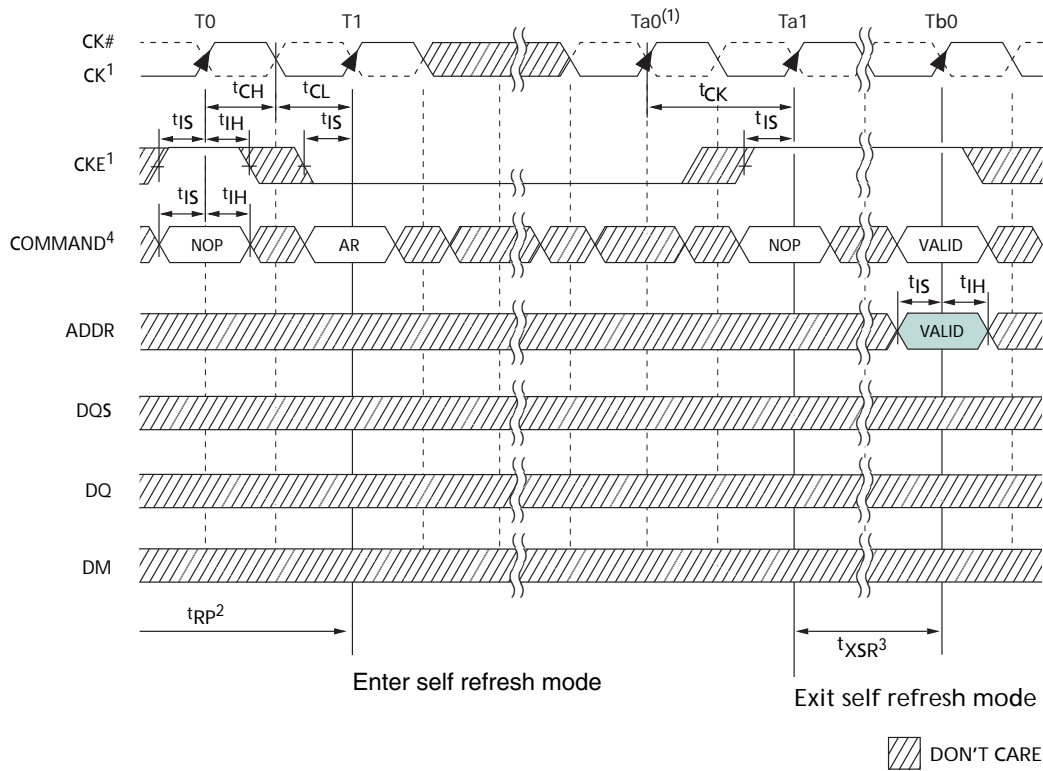 T0 T1 Ta0(1) Ta1 Tb0
CK#
CK1
tCH tCL tCK
tIS tIH tIS tIS
CKE1
tIS tIH
COMMAND4 NOP AR NOP VALID
tIS tIH
ADDR VALID
DQS
DQ
DM
tRP2
tXSR3
Enter self refresh mode
Exit self refresh mode
DON'T CARE